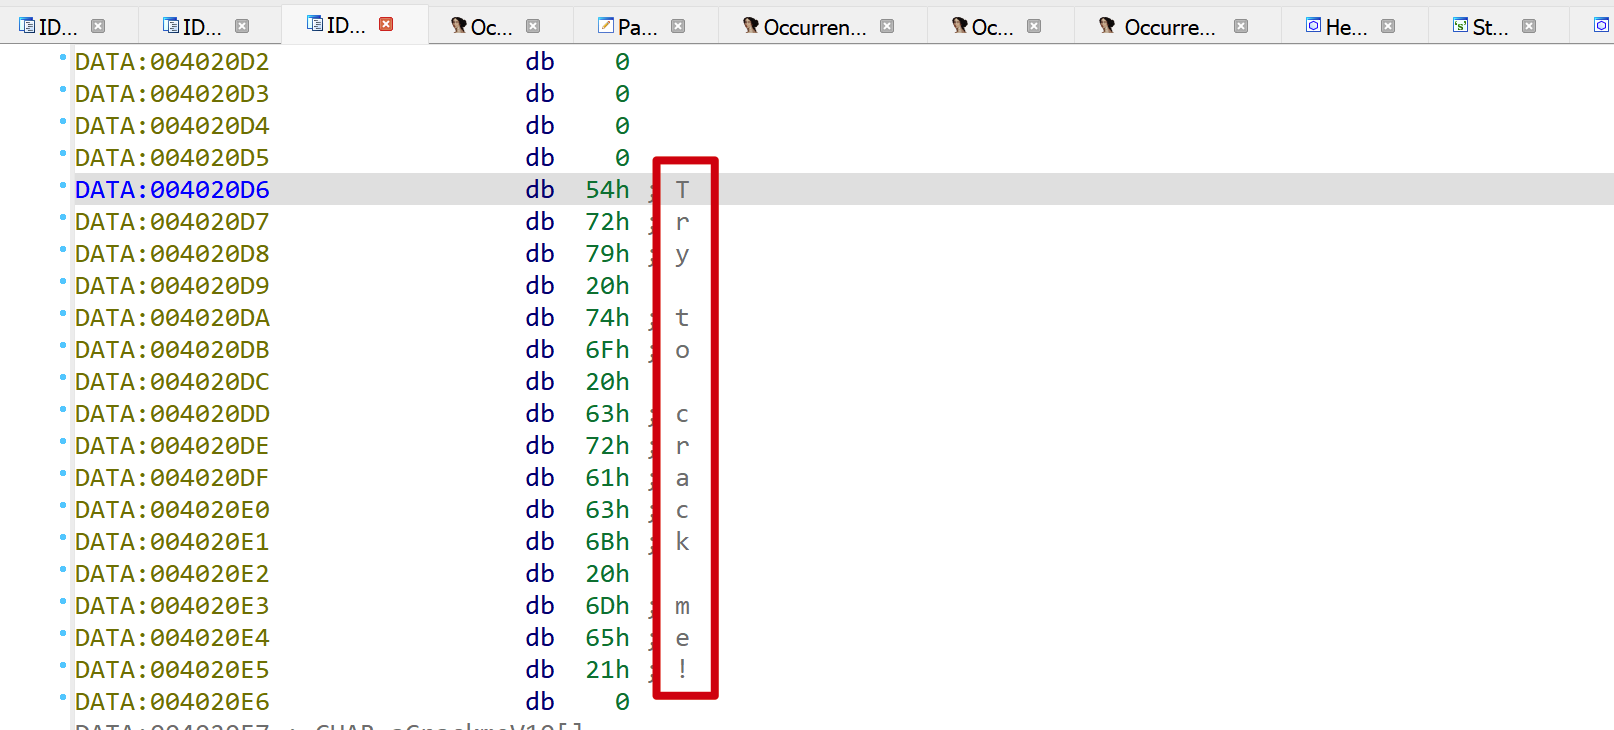 ID... ID... ID... Oc... Pa... Occurren... Oc... Occurre... He... St...
DATA:004020D2 db 0
DATA:004020D3 db 0
DATA:004020D4 db 0
DATA:004020D5 db 0
DATA:004020D6 db 54h ; T
DATA:004020D7 db 72h ; r
DATA:004020D8 db 79h ; y
DATA:004020D9 db 20h
DATA:004020DA db 74h ; t
DATA:004020DB db 6Fh ; o
DATA:004020DC db 20h
DATA:004020DD db 63h ; c
DATA:004020DE db 72h ; r
DATA:004020DF db 61h ; a
DATA:004020E0 db 63h ; c
DATA:004020E1 db 6Bh ; k
DATA:004020E2 db 20h
DATA:004020E3 db 6Dh ; m
DATA:004020E4 db 65h ; e
DATA:004020E5 db 21h ; !
DATA:004020E6 db 0
DATA:004020E7 ; CHAR aCrackmeV10[]